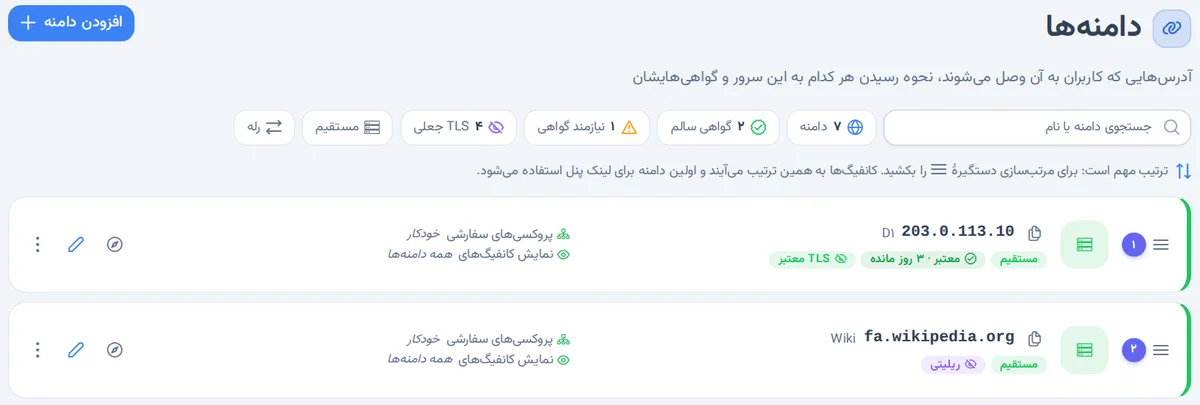 دامنه‌ها
افزودن دامنه
آدرس‌هایی که کاربران به آن وصل می‌شوند، نحوه رسیدن هر کدام به این سرور و گواهی‌هایشان
جستجوی دامنه یا نام
۷ دامنه
۲ گواهی سالم
۱ نیازمند گواهی
۴ TLS جعلی
مستقیم
رله
ترتیب مهم است: برای مرتب‌سازی دستگیرهٔ را بکشید. کانفیگ‌ها به همین ترتیب می‌آیند و اولین دامنه برای لینک پنل استفاده می‌شود.
۱
203.0.113.10 D۱
مستقیم
معتبر · ۳ روز مانده
TLS معتبر
پروکسی‌های سفارشی خودکار
نمایش کانفیگ‌های همه دامنه‌ها
۲
fa.wikipedia.org Wiki
مستقیم
ریلیتی
پروکسی‌های سفارشی خودکار
نمایش کانفیگ‌های همه دامنه‌ها